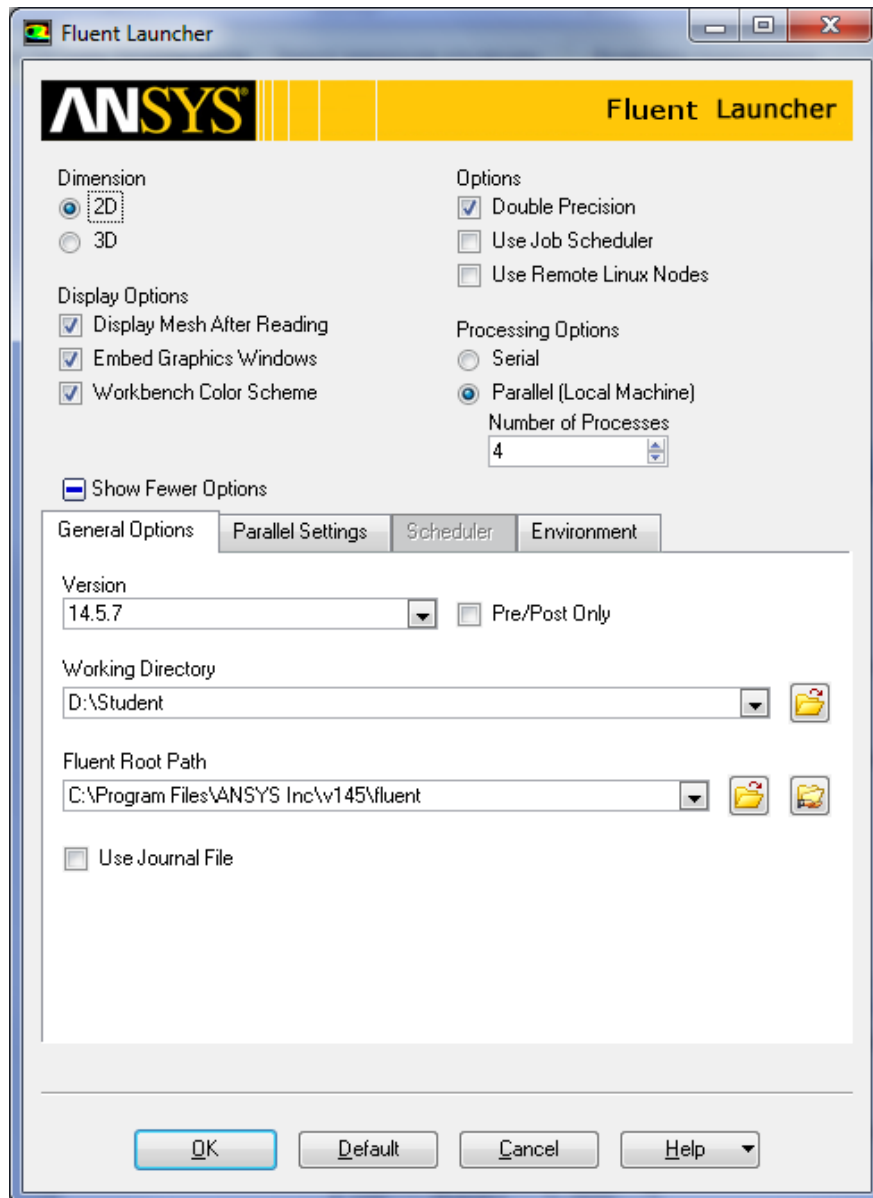 Fluent Launcher
ANSYS®
Fluent Launcher
Dimension
2D
3D
Display Options
Display Mesh After Reading
Embed Graphics Windows
Workbench Color Scheme
Options
Double Precision
Use Job Scheduler
Use Remote Linux Nodes
Processing Options
Serial
Parallel (Local Machine)
Number of Processes
4
Show Fewer Options
General Options
Parallel Settings
Scheduler
Environment
Version
14.5.7
Pre/Post Only
Working Directory
D:\Student
Fluent Root Path
C:\Program Files\ANSYS Inc\v145\fluent
Use Journal File
OK
Default
Cancel
Help